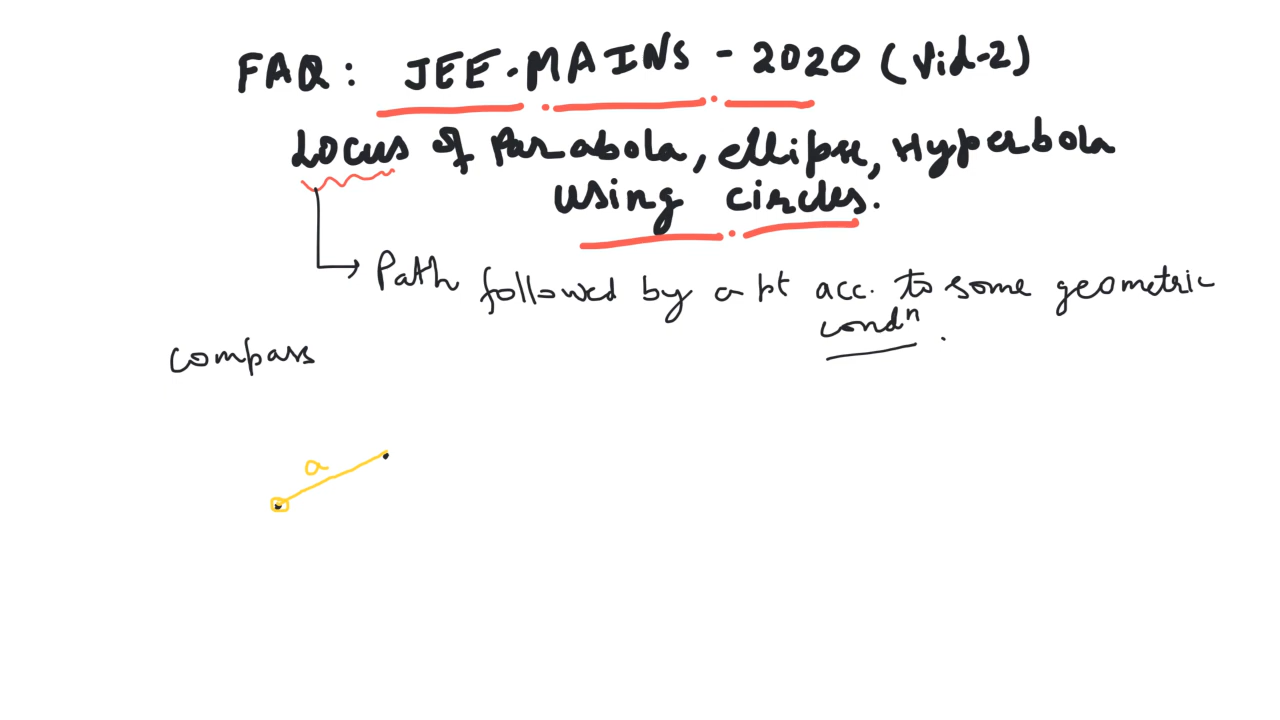 FAQ: JEE-MAINS - 2020 (Vid-2)
Locus of Parabola, ellipse, Hyperbola
using circles.
Path followed by a pt acc. to some geometric
condⁿ.
compass
a